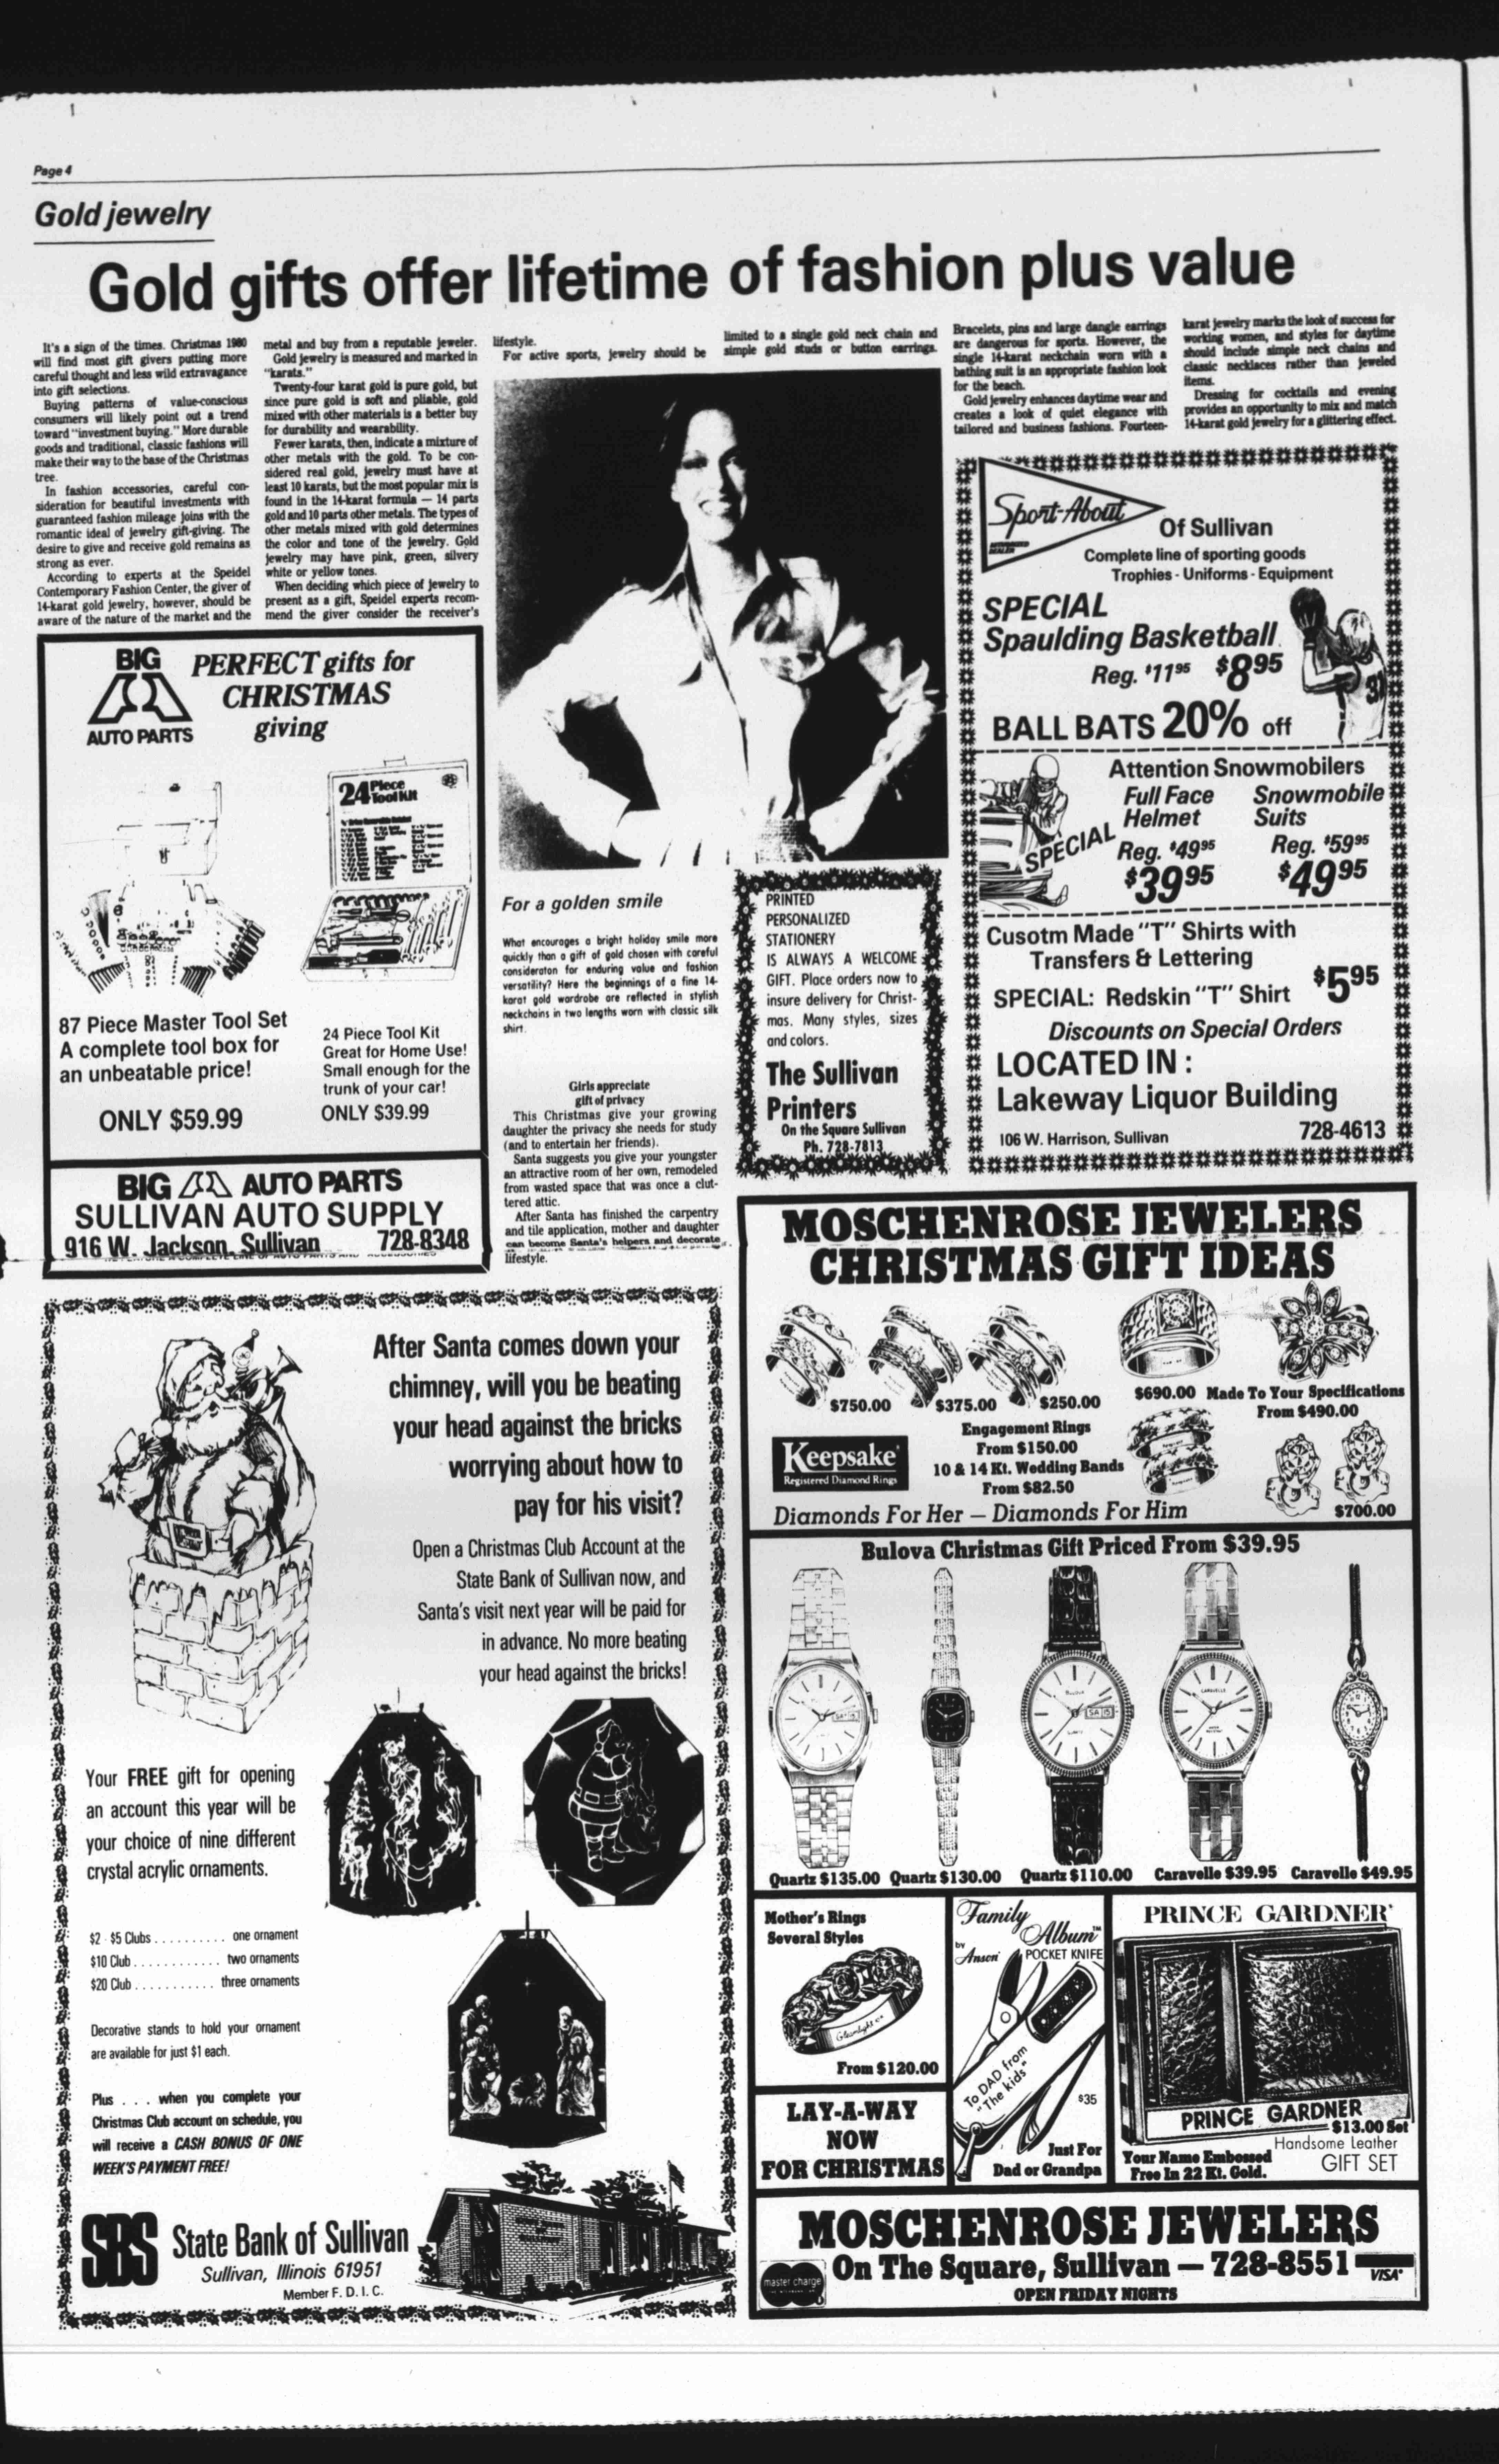 Page 4
Gold jewelry
Gold gifts offer lifetime of fashion plus value
It's a sign of the times. Christmas 1980
will find most gift givers putting more
careful thought and less wild extravagance
into gift selections.
Buying patterns of value-conscious
consumers will likely point out a trend
toward "investment buying." More durable
goods and traditional, classic fashions will
make their way to the base of the Christmas
tree.
In fashion accessories, careful con-
sideration for beautiful investments with
guaranteed fashion mileage joins with the
romantic ideal of jewelry gift-giving. The
desire to give and receive gold remains as
strong as ever.
According to experts at the Speidel
Contemporary Fashion Center, the giver of
14-karat gold jewelry, however, should be
aware of the nature of the market and the
metal and buy from a reputable jeweler.
Gold jewelry is measured and marked in
"karats."
Twenty-four karat gold is pure gold, but
since pure gold is soft and pliable, gold
mixed with other materials is a better buy
for durability and wearability.
Fewer karats, then, indicate a mixture of
other metals with the gold. To be con-
sidered real gold, jewelry must have at
least 10 karats, but the most popular mix is
found in the 14-karat formula — 14 parts
gold and 10 parts other metals. The types of
other metals mixed with gold determines
the color and tone of the jewelry. Gold
jewelry may have pink, green, silvery
white or yellow tones.
When deciding which piece of jewelry to
present as a gift, Speidel experts recom-
mend the giver consider the receiver's
lifestyle.
For active sports, jewelry should be
limited to a single gold neck chain and
simple gold studs or button earrings.
Bracelets, pins and large dangle earrings
are dangerous for sports. However, the
single 14-karat neckchain worn with a
bathing suit is an appropriate fashion look
for the beach.
Gold jewelry enhances daytime wear and
creates a look of quiet elegance with
tailored and business fashions. Fourteen-
karat jewelry marks the look of success for
working women, and styles for daytime
should include simple neck chains and
classic necklaces rather than jeweled
items.
Dressing for cocktails and evening
provides an opportunity to mix and match
14-karat gold jewelry for a glittering effect.
BIG A AUTO PARTS
PERFECT gifts for
CHRISTMAS
giving
24 Piece Tool Kit
87 Piece Master Tool Set
A complete tool box for
an unbeatable price!
ONLY $59.99
24 Piece Tool Kit
Great for Home Use!
Small enough for the
trunk of your car!
ONLY $39.99
BIG A AUTO PARTS
SULLIVAN AUTO SUPPLY
916 W. Jackson, Sullivan 728-8348
For a golden smile
What encourages a bright holiday smile more
quickly than a gift of gold chosen with careful
consideraton for enduring value and fashion
versatility? Here the beginnings of a fine 14-
karat gold wardrobe are reflected in stylish
neckchains in two lengths worn with classic silk
shirt.
Girls appreciate
gift of privacy
This Christmas give your growing
daughter the privacy she needs for study
(and to entertain her friends).
Santa suggests you give your youngster
an attractive room of her own, remodeled
from wasted space that was once a clut-
tered attic.
After Santa has finished the carpentry
and tile application, mother and daughter
can become Santa's helpers and decorate
lifestyle.
PRINTED
PERSONALIZED
STATIONERY
IS ALWAYS A WELCOME
GIFT. Place orders now to
insure delivery for Christ-
mas. Many styles, sizes
and colors.
The Sullivan
Printers
On the Square Sullivan
Ph. 728-7813
Sport-About
Of Sullivan
Complete line of sporting goods
Trophies - Uniforms - Equipment
SPECIAL
Spaulding Basketball
Reg. $11.95 $8.95
31
BALL BATS 20% off
Attention Snowmobilers
SPECIAL
Full Face
Helmet
Reg. $49.95
$39.95
Snowmobile
Suits
Reg. $59.95
$49.95
Cusotm Made "T" Shirts with
Transfers & Lettering
SPECIAL: Redskin "T" Shirt $5.95
Discounts on Special Orders
LOCATED IN :
Lakeway Liquor Building
106 W. Harrison, Sullivan 728-4613
After Santa comes down your
chimney, will you be beating
your head against the bricks
worrying about how to
pay for his visit?
Open a Christmas Club Account at the
State Bank of Sullivan now, and
Santa's visit next year will be paid for
in advance. No more beating
your head against the bricks!
Your FREE gift for opening
an account this year will be
your choice of nine different
crystal acrylic ornaments.
$2 - $5 Clubs . . . . . . . . . . one ornament
$10 Club . . . . . . . . . . . . two ornaments
$20 Club . . . . . . . . . . . three ornaments
Decorative stands to hold your ornament
are available for just $1 each.
Plus . . . when you complete your
Christmas Club account on schedule, you
will receive a CASH BONUS OF ONE
WEEK'S PAYMENT FREE!
SBS State Bank of Sullivan
Sullivan, Illinois 61951
Member F. D. I. C.
MOSCHENROSE JEWELERS
CHRISTMAS GIFT IDEAS
$750.00 $375.00 $250.00
$690.00 Made To Your Specifications
From $490.00
Keepsake
Registered Diamond Rings
Engagement Rings
From $150.00
10 & 14 Kt. Wedding Bands
From $82.50
$700.00
Diamonds For Her — Diamonds For Him
Bulova Christmas Gift Priced From $39.95
Quartz $135.00 Quartz $130.00 Quartz $110.00 Caravelle $39.95 Caravelle $49.95
Mother's Rings
Several Styles
From $120.00
LAY-A-WAY
NOW
FOR CHRISTMAS
Family Album™
by Anson
POCKET KNIFE
To DAD from
"The kids"
$35
Just For
Dad or Grandpa
PRINCE GARDNER
PRINCE GARDNER
$13.00 Set
Handsome Leather
GIFT SET
Your Name Embossed
Free In 22 Kt. Gold.
MOSCHENROSE JEWELERS
master charge
On The Square, Sullivan — 728-8551
VISA
OPEN FRIDAY NIGHTS